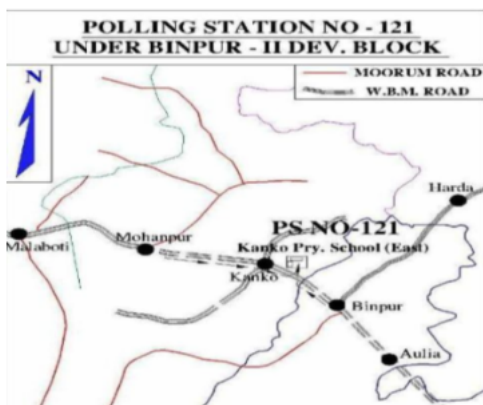 POLLING STATION NO - 121
UNDER BINPUR - II DEV. BLOCK
N
MOORUM ROAD
W.B.M. ROAD
Harda
PS NO-121
Mohanpur
Kanko Pry. School (East)
Malaboti
Kanko
Binpur
Aulia